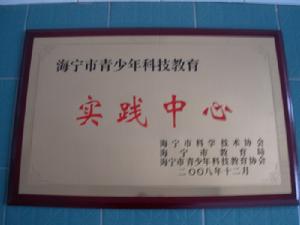 海宁市青少年科技教育
实践中心
海宁市科学技术协会
海宁市教育局
海宁市青少年科技教育协会
二〇〇八年十二月